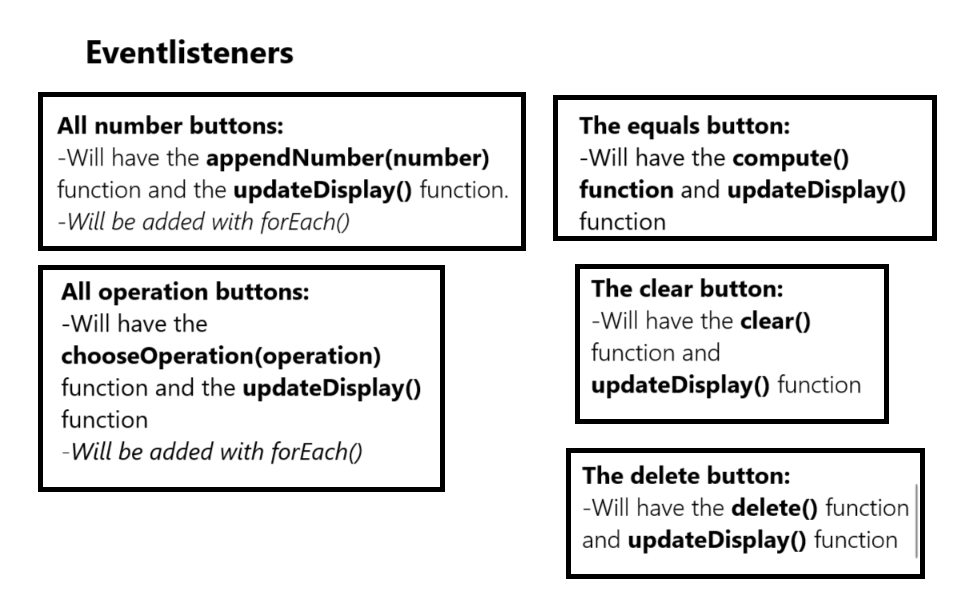 Eventlisteners
All number buttons:
-Will have the appendNumber(number)
function and the updateDisplay() function.
-Will be added with forEach()
All operation buttons:
-Will have the
chooseOperation(operation)
function and the updateDisplay()
function
-Will be added with forEach()
The equals button:
-Will have the compute()
function and updateDisplay()
function
The clear button:
-Will have the clear()
function and
updateDisplay() function
The delete button:
-Will have the delete() function
and updateDisplay() function